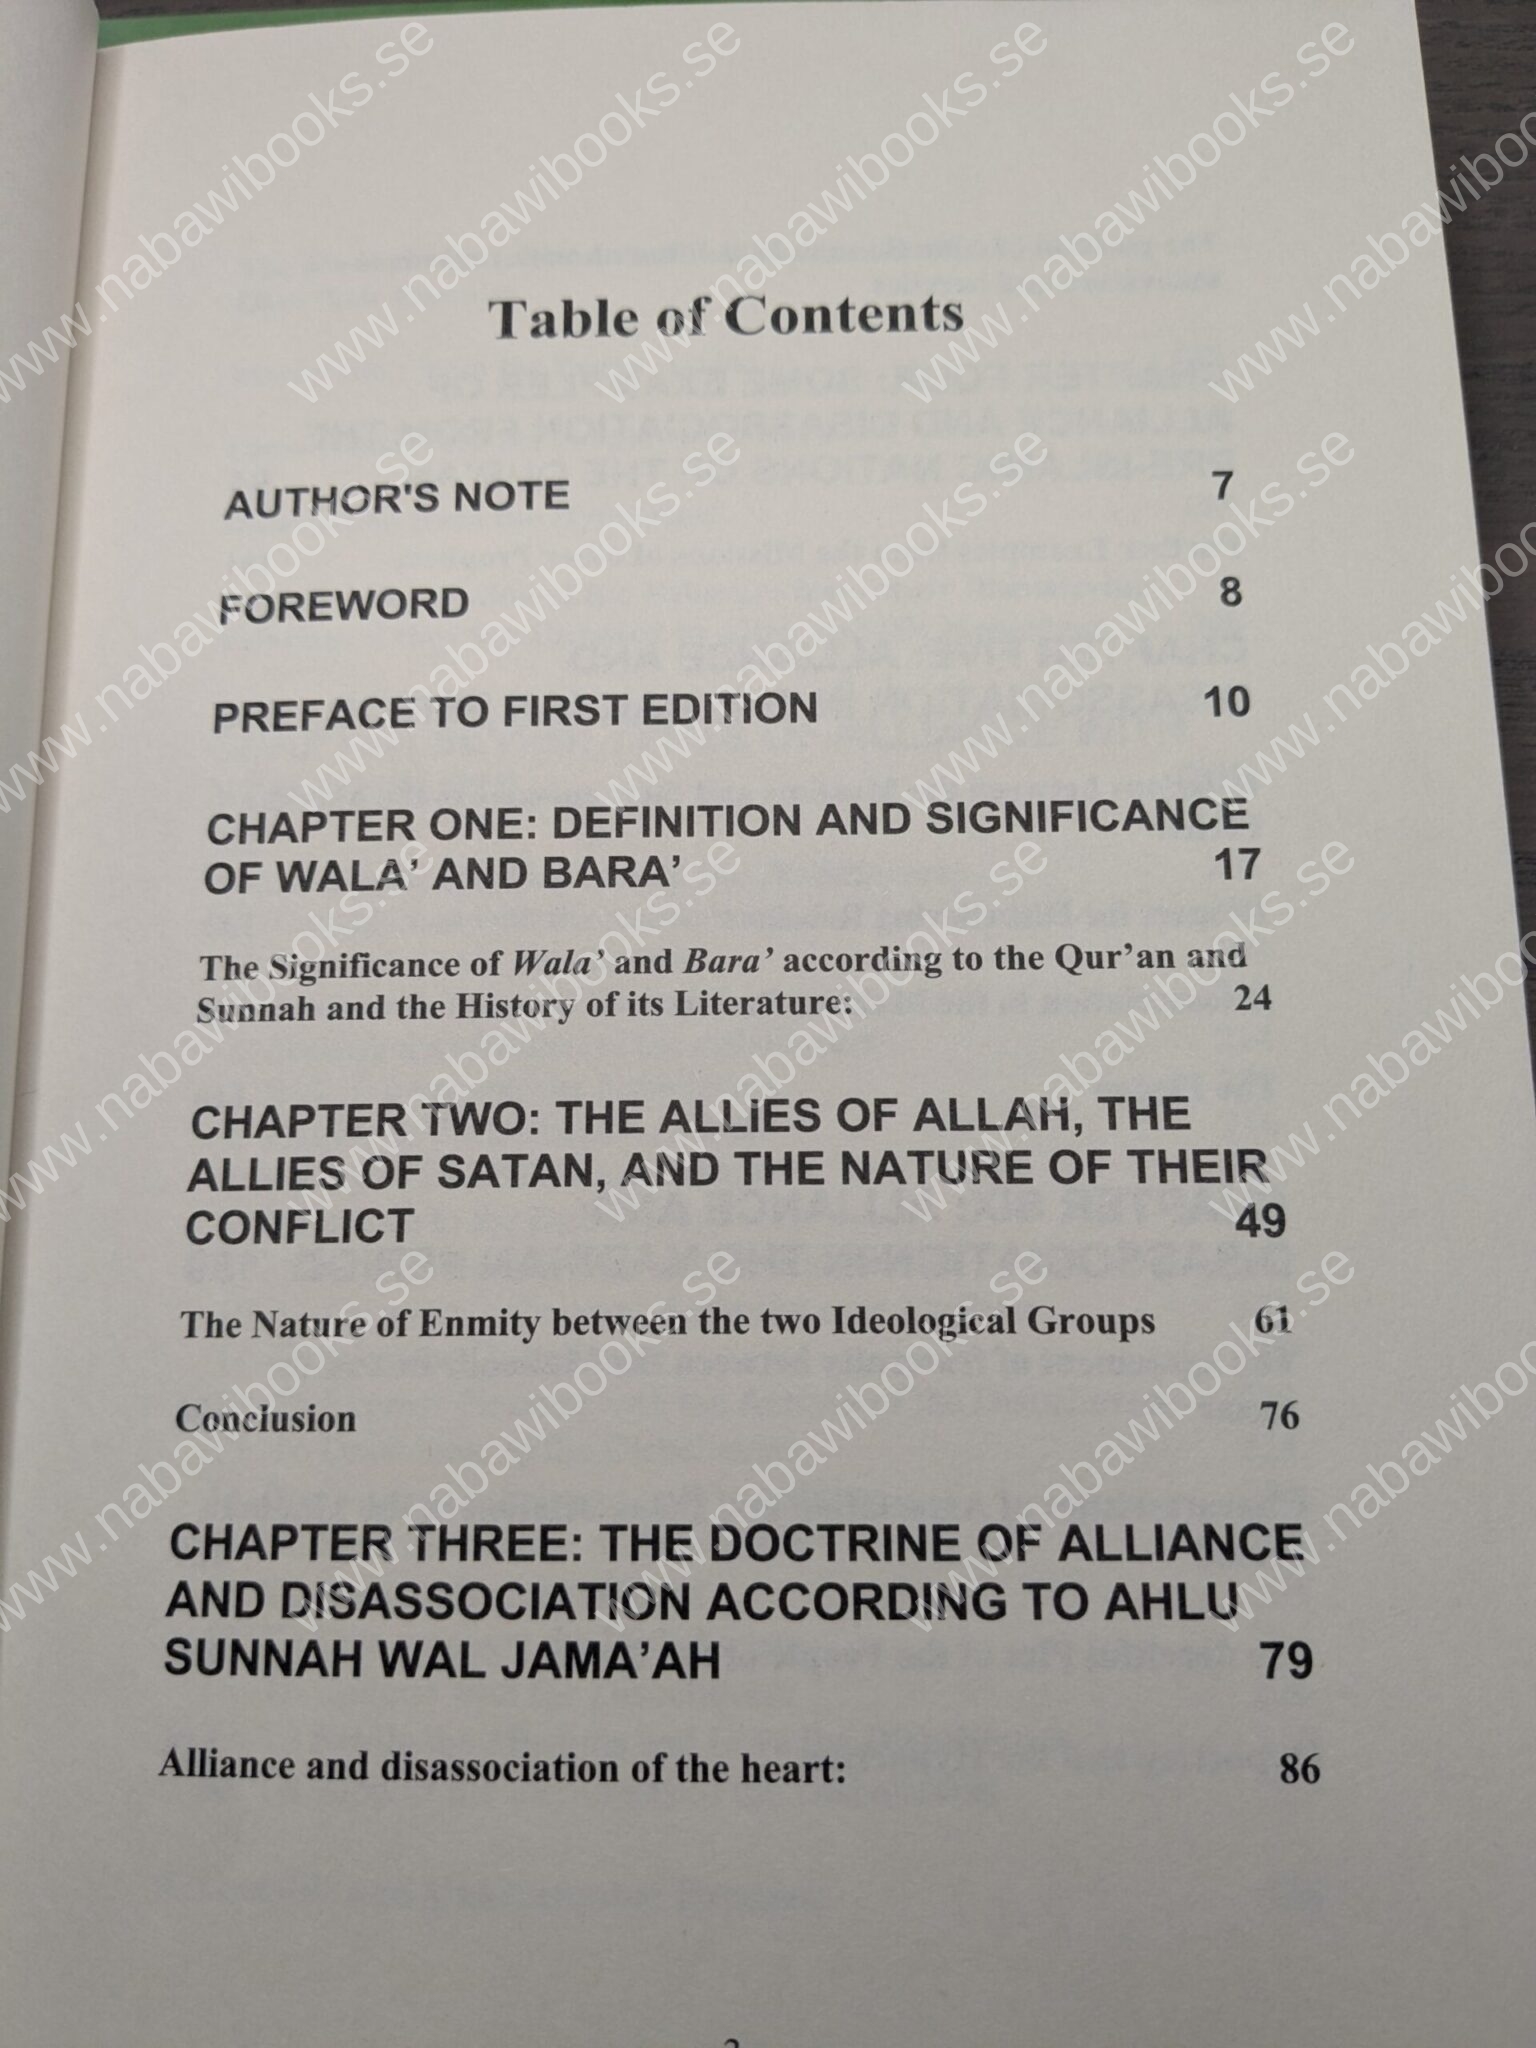 Table of Contents
AUTHOR'S NOTE 7
FOREWORD 8
PREFACE TO FIRST EDITION 10
CHAPTER ONE: DEFINITION AND SIGNIFICANCE
OF WALA’ AND BARA’ 17
The Significance of Wala’ and Bara’ according to the Qur’an and
Sunnah and the History of its Literature: 24
CHAPTER TWO: THE ALLIES OF ALLAH, THE
ALLIES OF SATAN, AND THE NATURE OF THEIR
CONFLICT 49
The Nature of Enmity between the two Ideological Groups 61
Conclusion 76
CHAPTER THREE: THE DOCTRINE OF ALLIANCE
AND DISASSOCIATION ACCORDING TO AHLU
SUNNAH WAL JAMA’AH 79
Alliance and disassociation of the heart: 86
www.nabawibooks.se